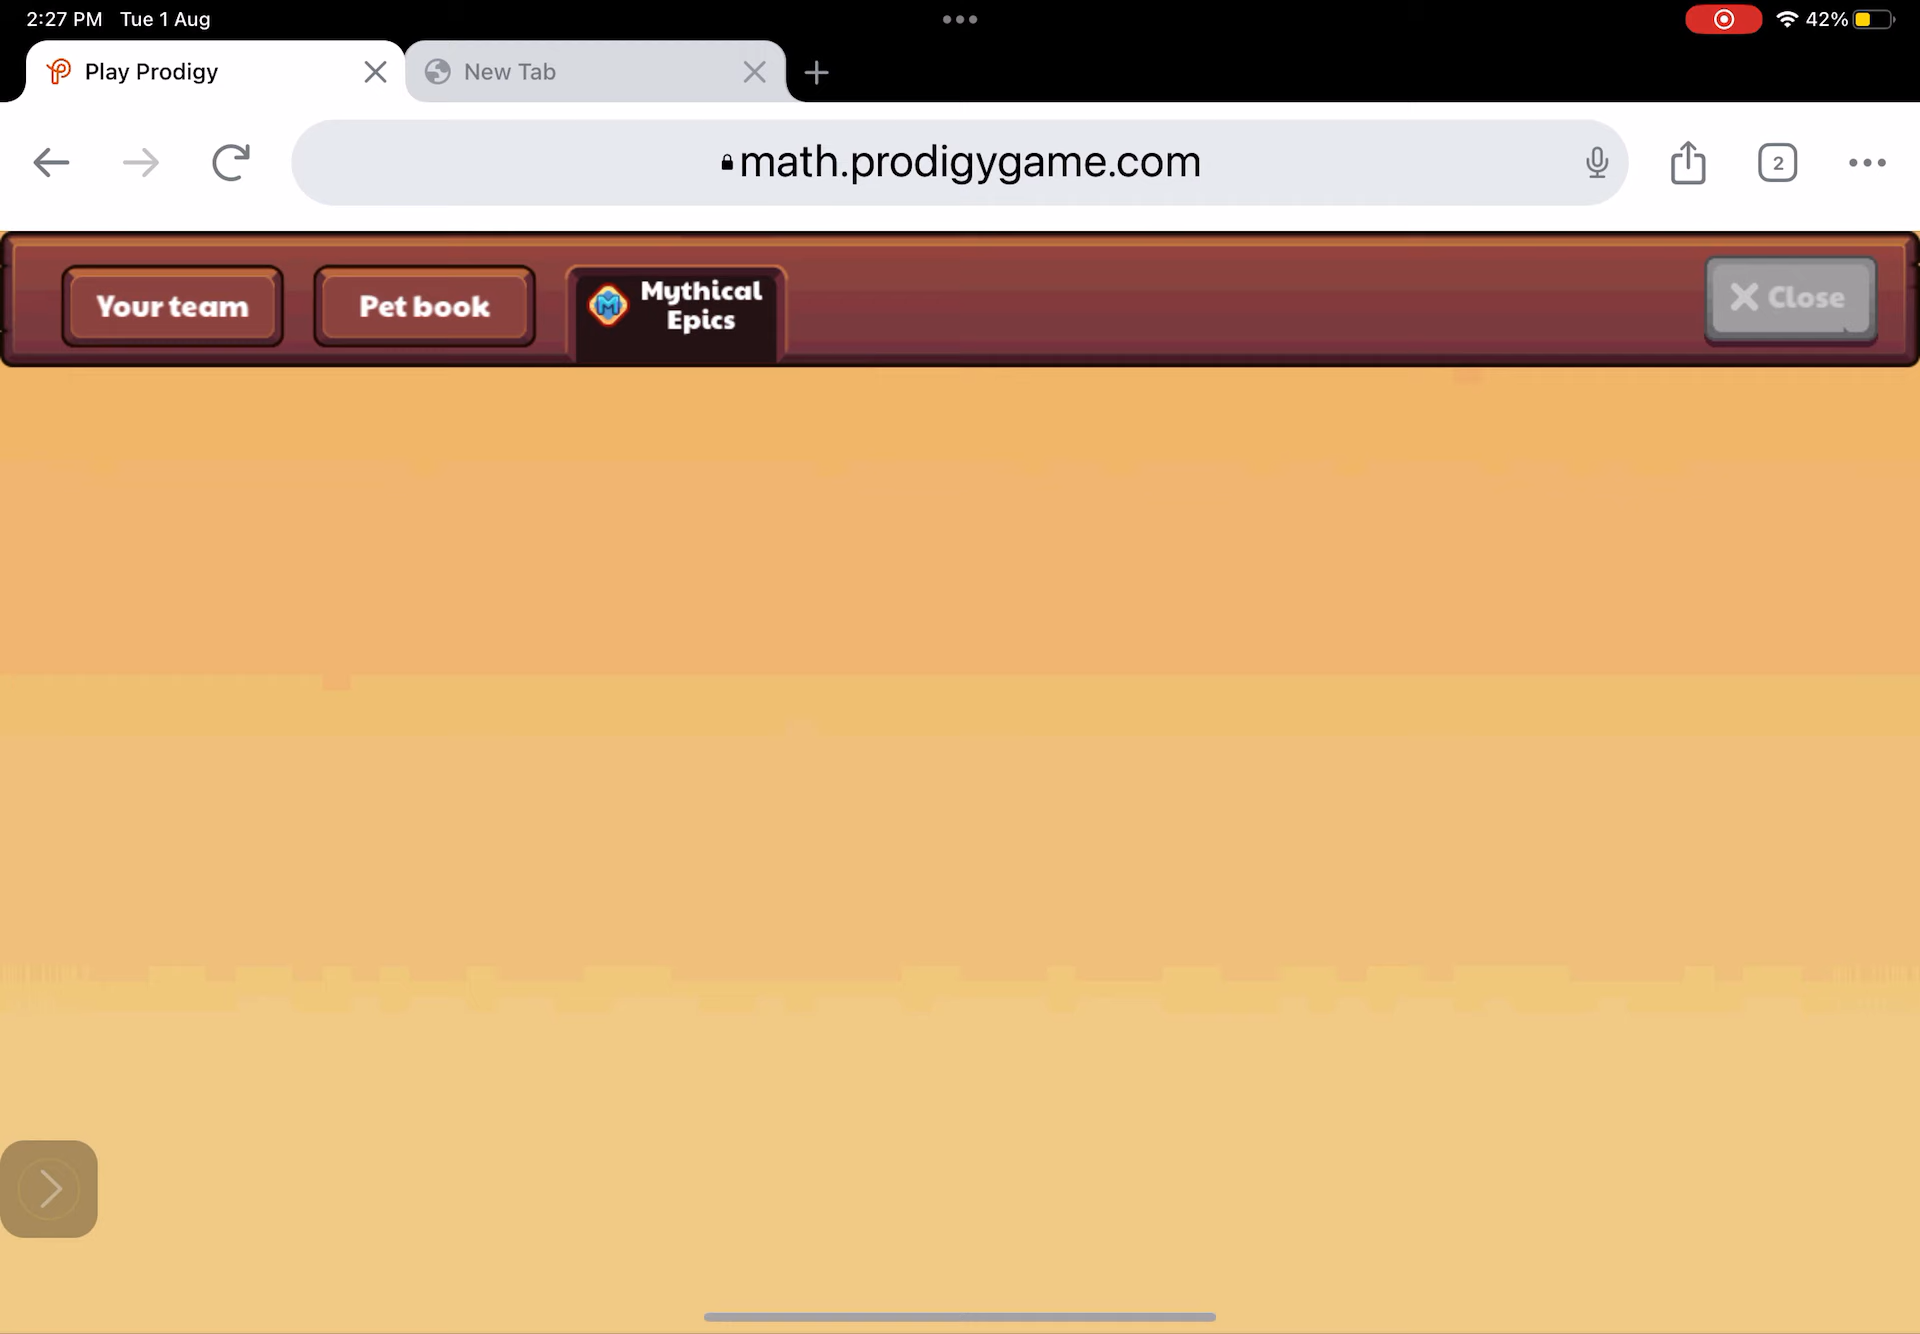 2:27 PM Tue 1 Aug 42%
Play Prodigy New Tab
math.prodigygame.com 2
Your team Pet book Mythical Close
Epics